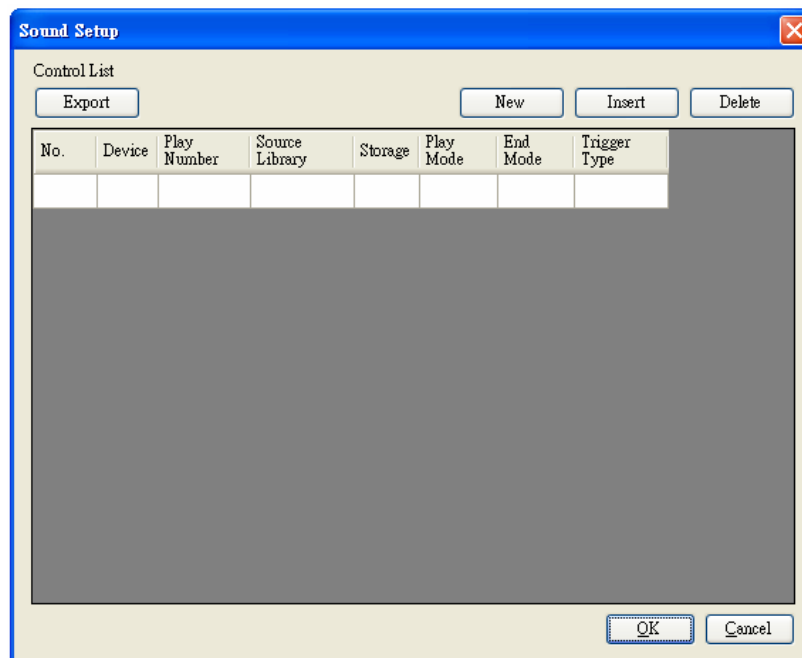 Sound Setup
Control List
Export New Insert Delete
No. Device Play Number Source Library Storage Play Mode End Mode Trigger Type
OK Cancel